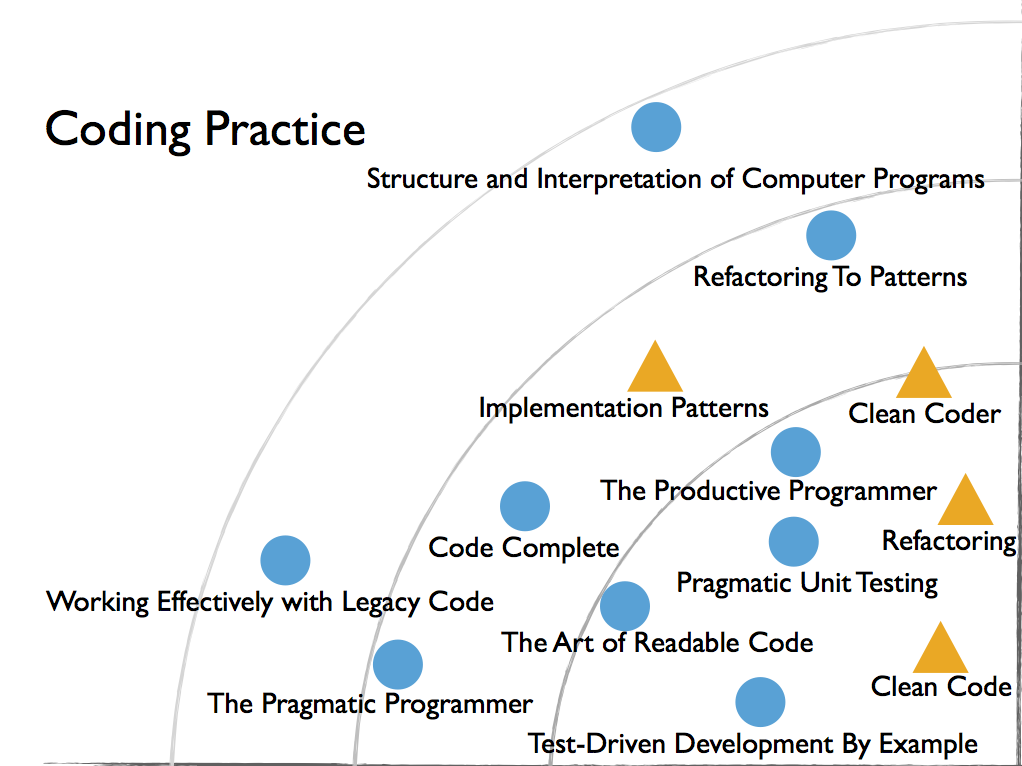 Coding Practice
Structure and Interpretation of Computer Programs
Refactoring To Patterns
Implementation Patterns
Clean Coder
The Productive Programmer
Refactoring
Code Complete
Pragmatic Unit Testing
Working Effectively with Legacy Code
The Art of Readable Code
Clean Code
The Pragmatic Programmer
Test-Driven Development By Example